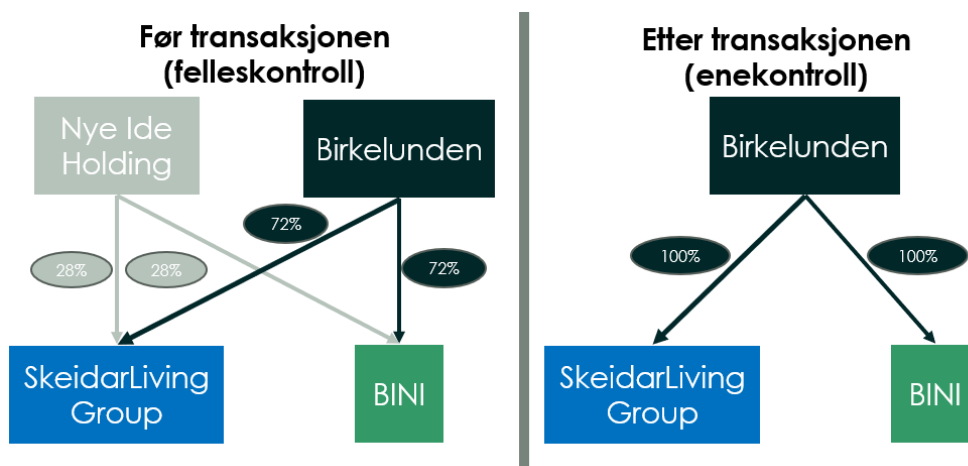 Før transaksjonen
(felleskontroll)
Nye Ide
Holding
Birkelunden
72%
28%
28%
72%
SkeidarLiving
Group
BINI
Etter transaksjonen
(enekontroll)
Birkelunden
100%
100%
SkeidarLiving
Group
BINI